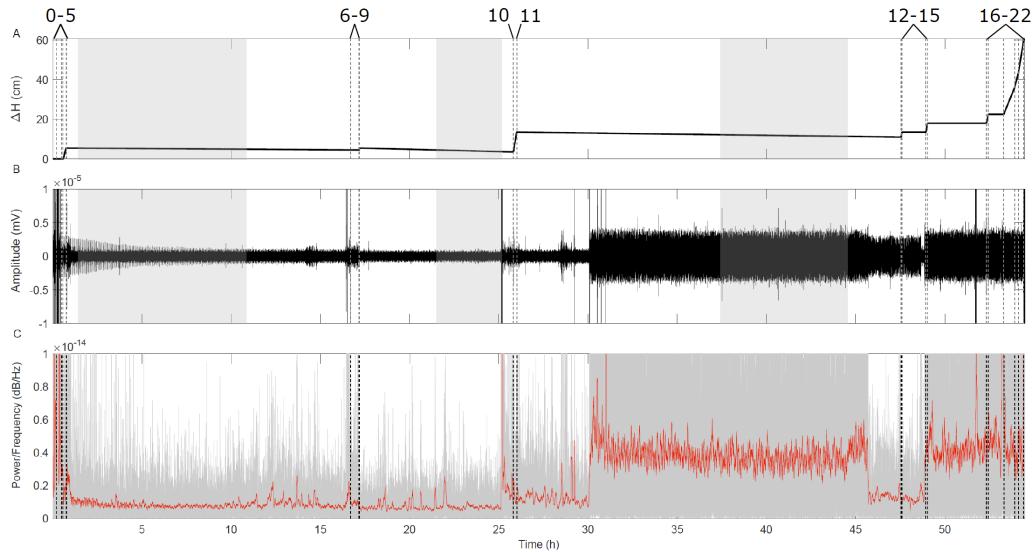 0-5 6-9 10 11 12-15 16-22
A
60
40
20
0
ΔH (cm)
B
×10⁻⁵
1
0.5
0
-0.5
-1
Amplitude (mV)
C
×10⁻¹⁴
1
0.8
0.6
0.4
0.2
0
Power/Frequency (dB/Hz)
5 10 15 20 25 30 35 40 45 50
Time (h)